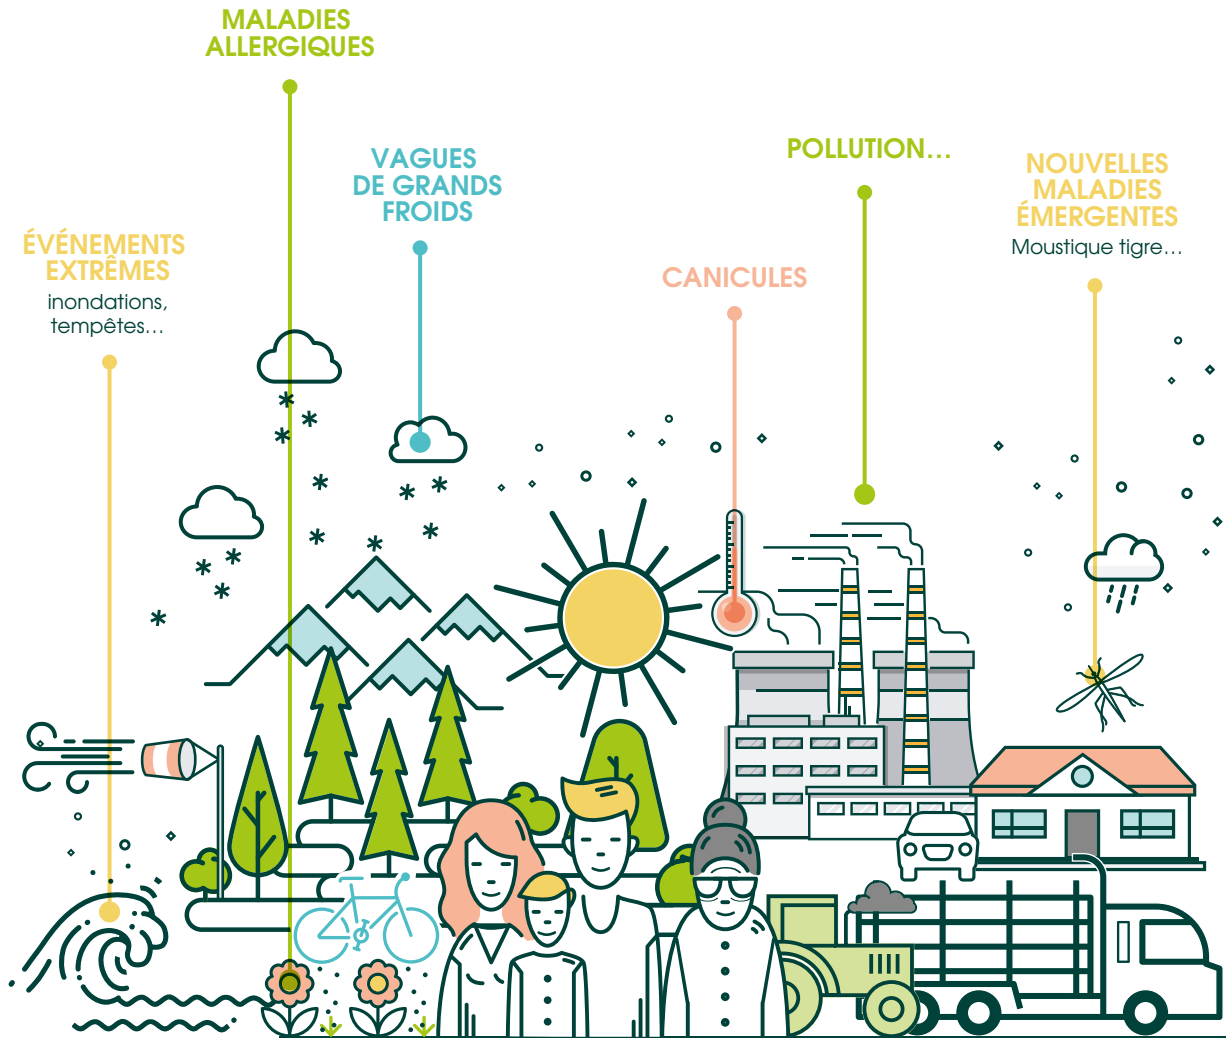 MALADIES
ALLERGIQUES
VAGUES
DE GRANDS
FROIDS
POLLUTION...
NOUVELLES
MALADIES
ÉMERGENTES
Moustique tigre...
ÉVÉNEMENTS
EXTRÊMES
inondations,
tempêtes...
CANICULES